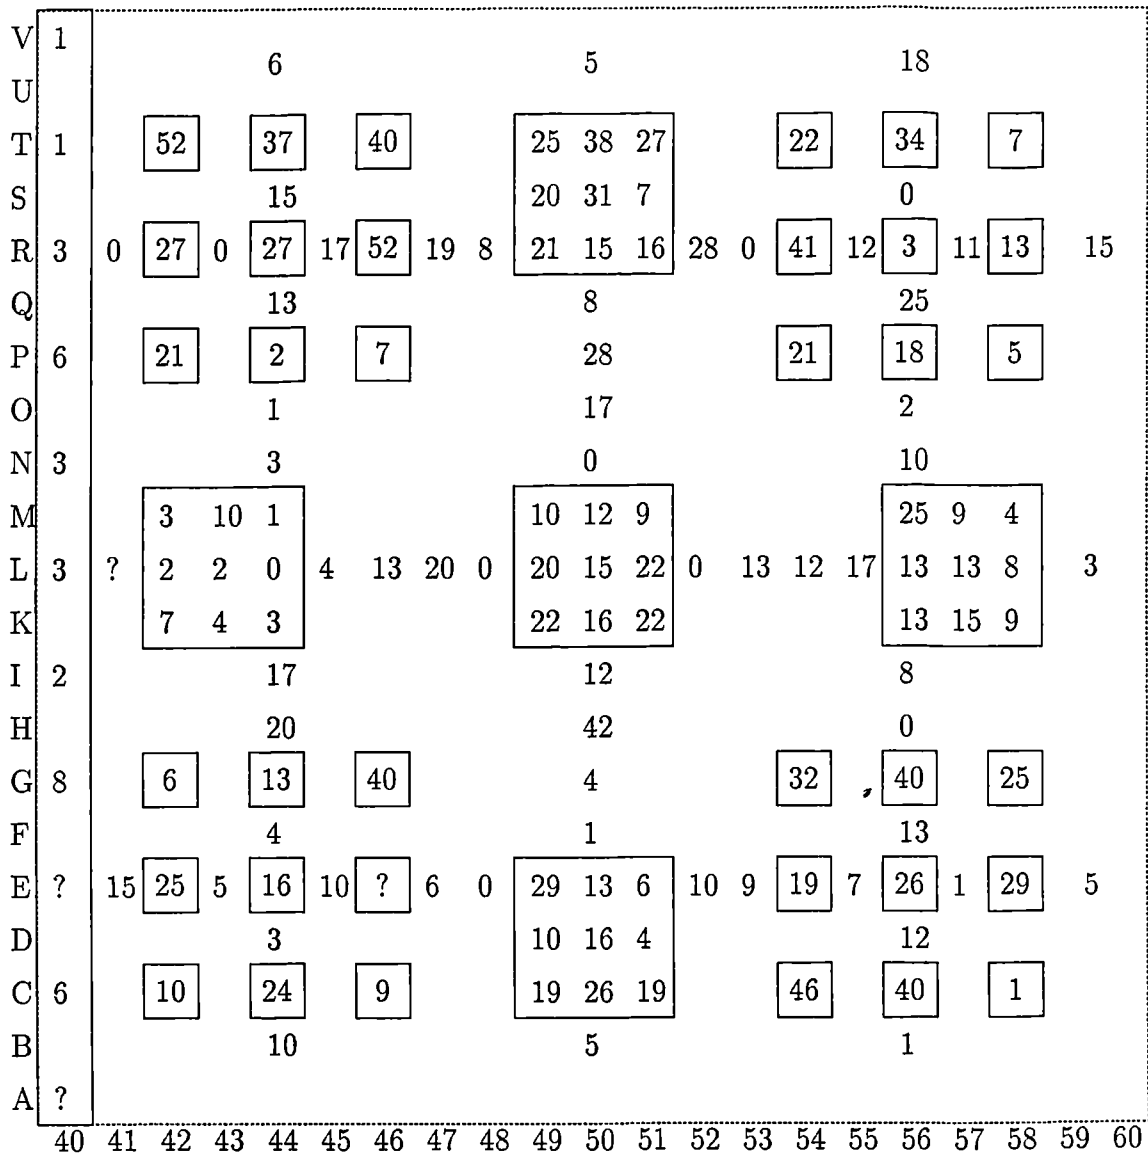 V 1
6 5 18
U
T 1 52 37 40 25 38 27 22 34 7
S 15 20 31 7 0
R 3 0 27 0 27 17 52 19 8 21 15 16 28 0 41 12 3 11 13 15
Q 13 8 25
P 6 21 2 7 28 21 18 5
O 1 17 2
N 3 3 0 10
M 3 10 1 10 12 9 25 9 4
L 3 ? 2 2 0 4 13 20 0 20 15 22 0 13 12 17 13 13 8 3
K 7 4 3 22 16 22 13 15 9
I 2 17 12 8
H 20 42 0
G 8 6 13 40 4 32 40 25
F 4 1 13
E ? 15 25 5 16 10 ? 6 0 29 13 6 10 9 19 7 26 1 29 5
D 3 10 16 4 12
C 6 10 24 9 19 26 19 46 40 1
B 10 5 1
A ?
40 41 42 43 44 45 46 47 48 49 50 51 52 53 54 55 56 57 58 59 60